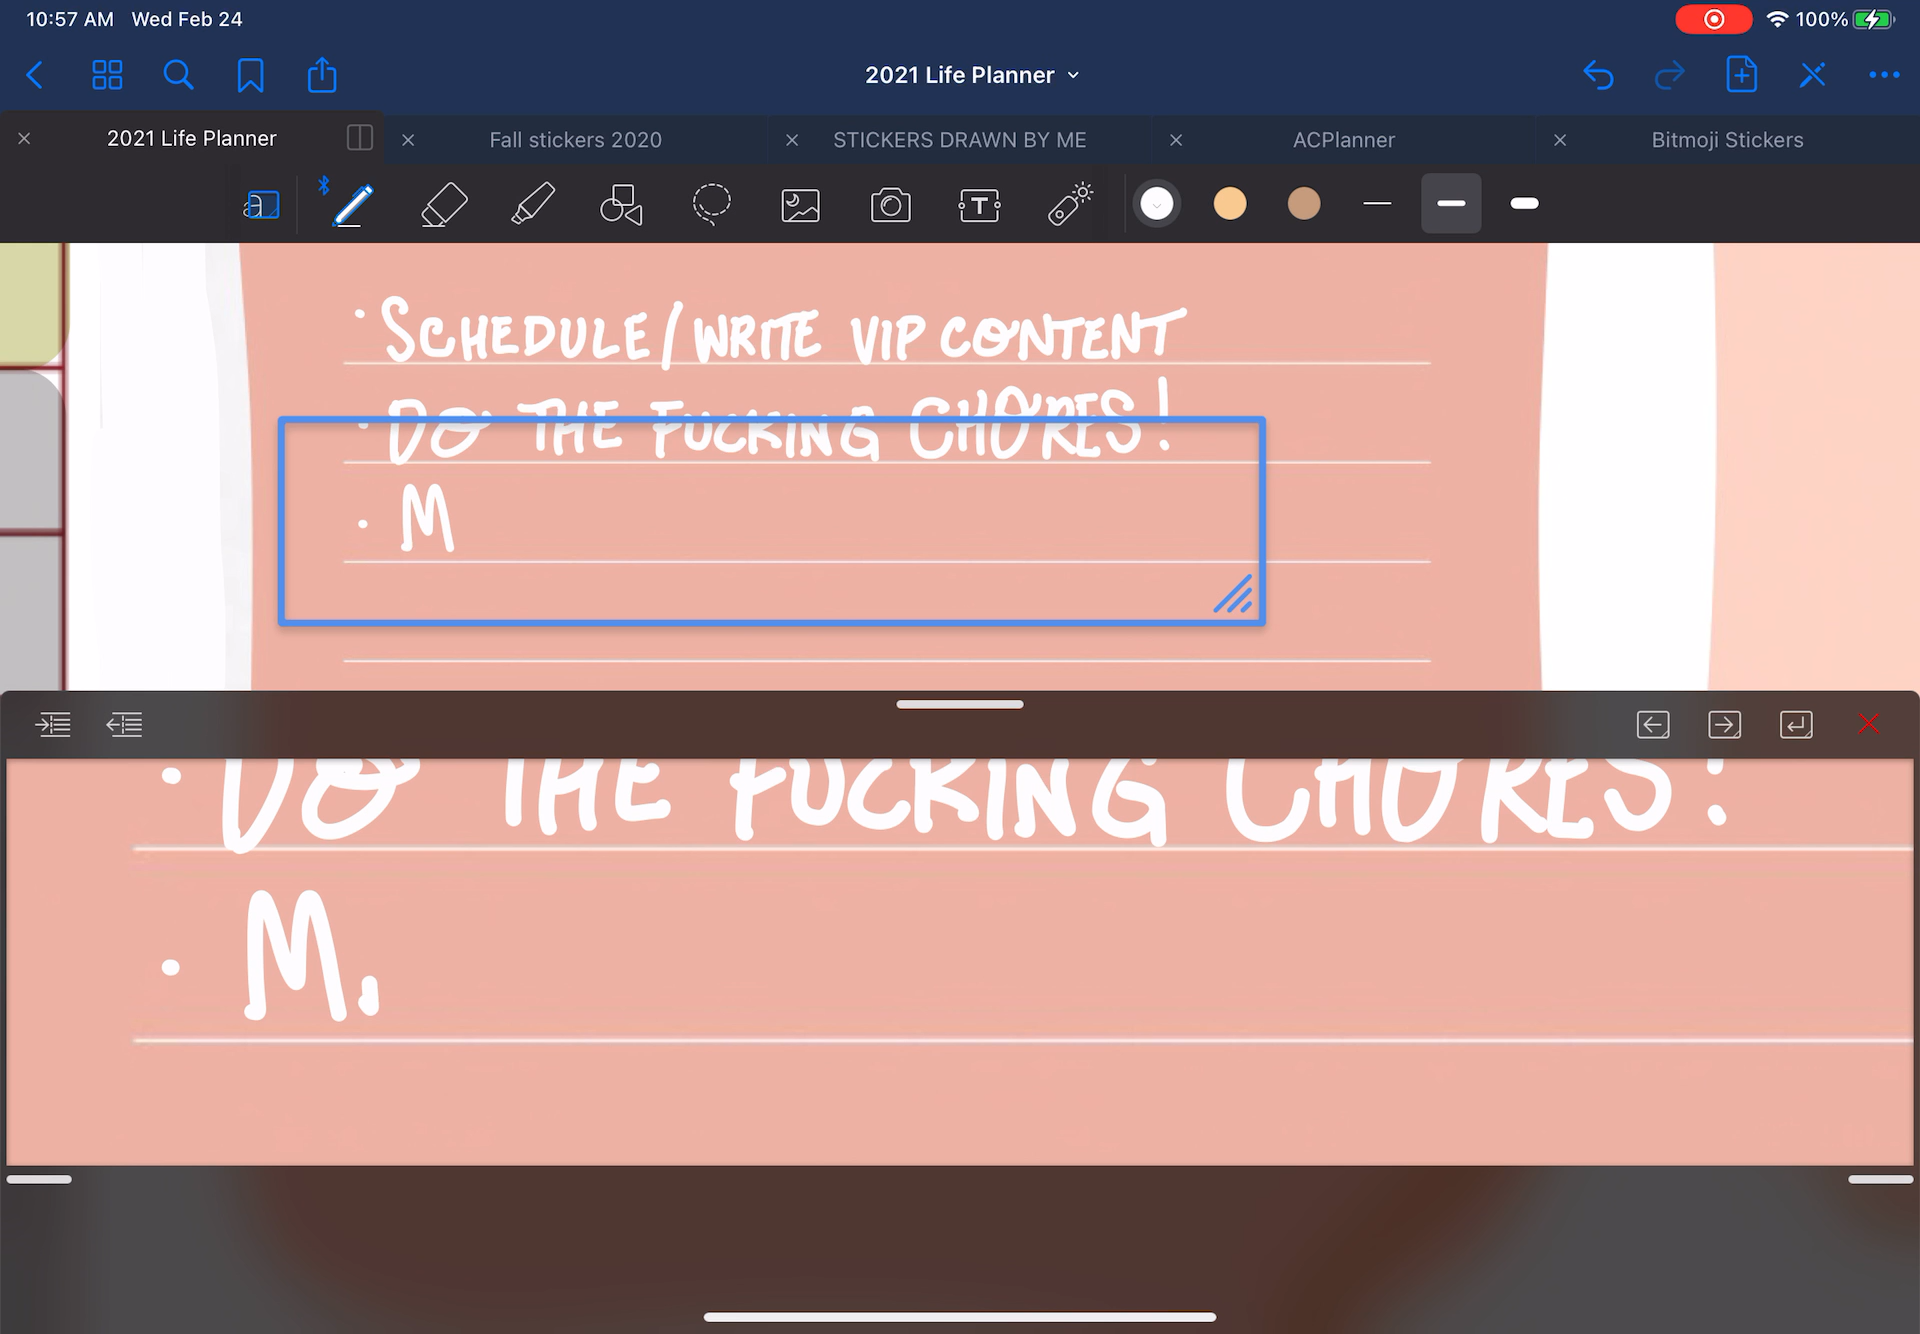 10:57 AM Wed Feb 24 100%
2021 Life Planner
2021 Life Planner Fall stickers 2020 STICKERS DRAWN BY ME ACPlanner Bitmoji Stickers
a T
· SCHEDULE/WRITE VIP CONTENT
· DO THE FUCKING CHORES!
· M
· DO THE FUCKING CHORES!
· M.